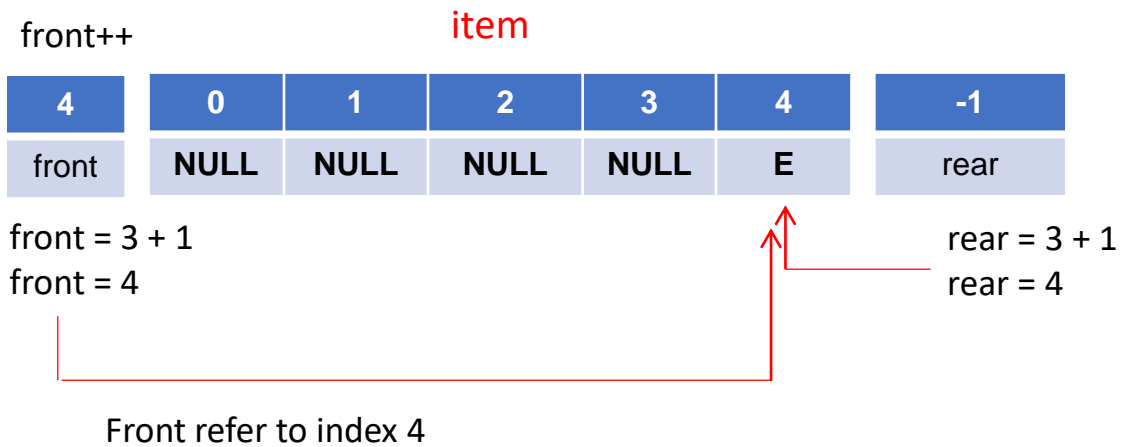 front++
item
4 0 1 2 3 4 -1
front NULL NULL NULL NULL E rear
front = 3 + 1
front = 4
rear = 3 + 1
rear = 4
Front refer to index 4